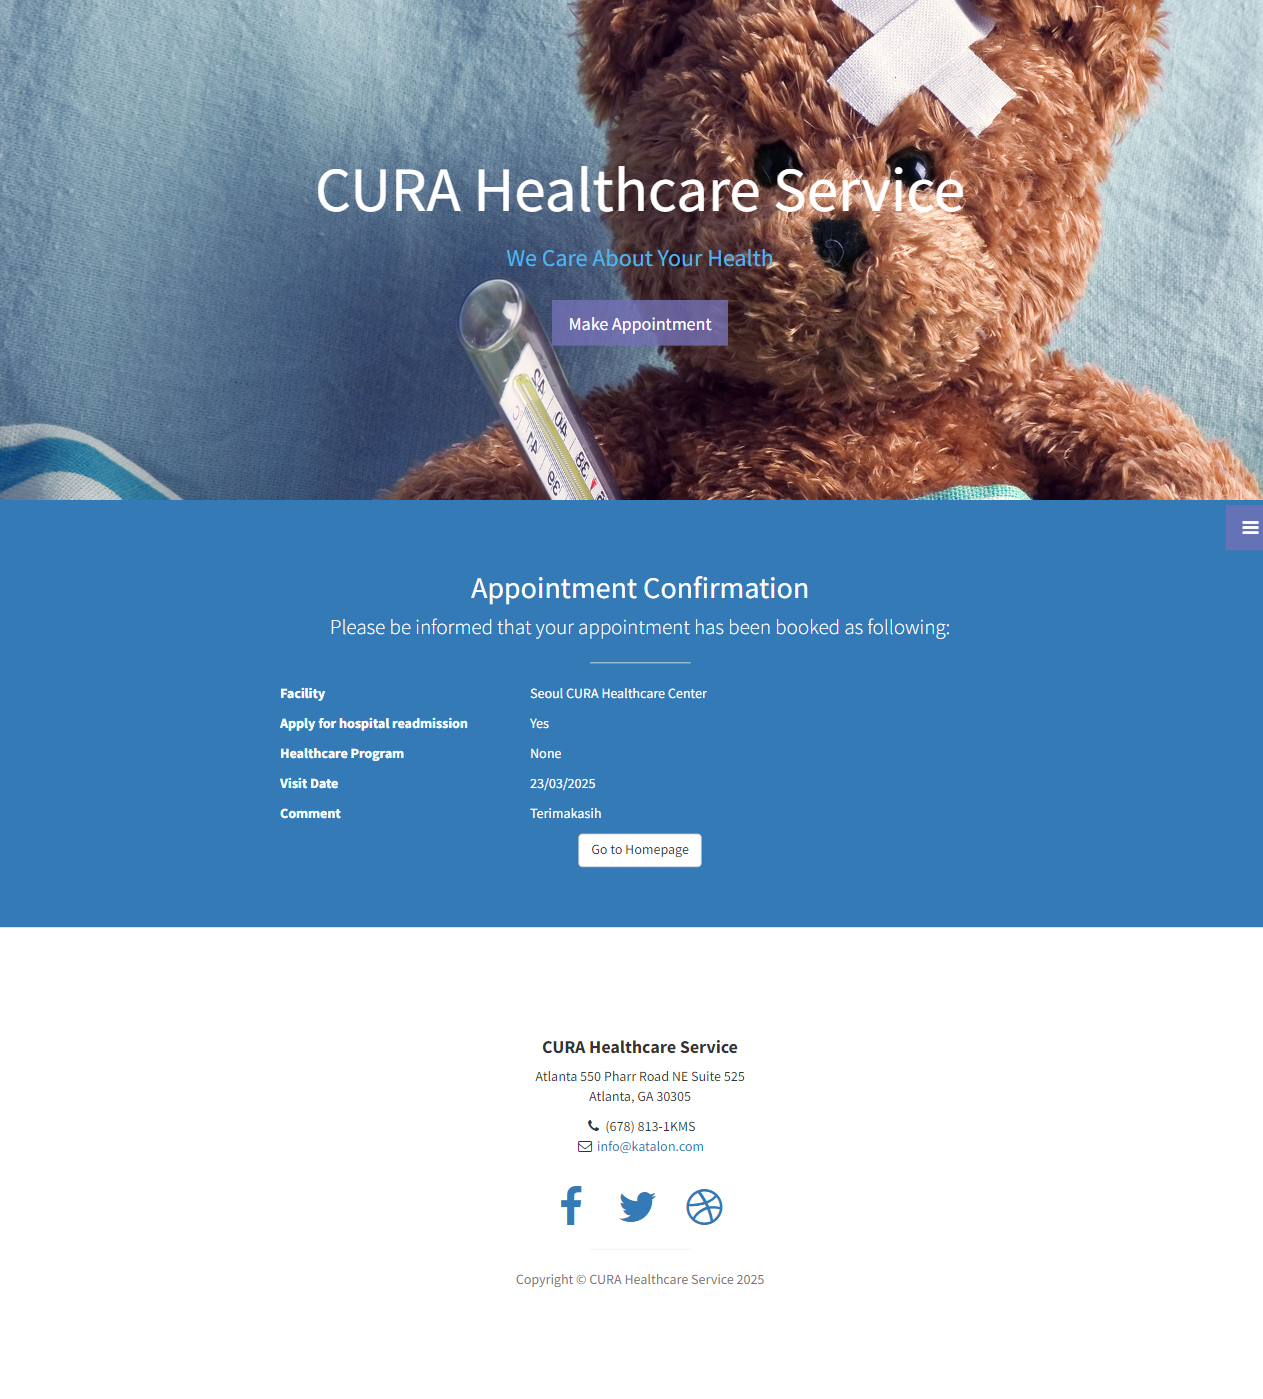 CURA Healthcare Service
We Care About Your Health
Make Appointment
Appointment Confirmation
Please be informed that your appointment has been booked as following:
Facility Seoul CURA Healthcare Center
Apply for hospital readmission Yes
Healthcare Program None
Visit Date 23/03/2025
Comment Terimakasih
Go to Homepage
CURA Healthcare Service
Atlanta 550 Pharr Road NE Suite 525
Atlanta, GA 30305
(678) 813-1KMS
info@katalon.com
Copyright © CURA Healthcare Service 2025